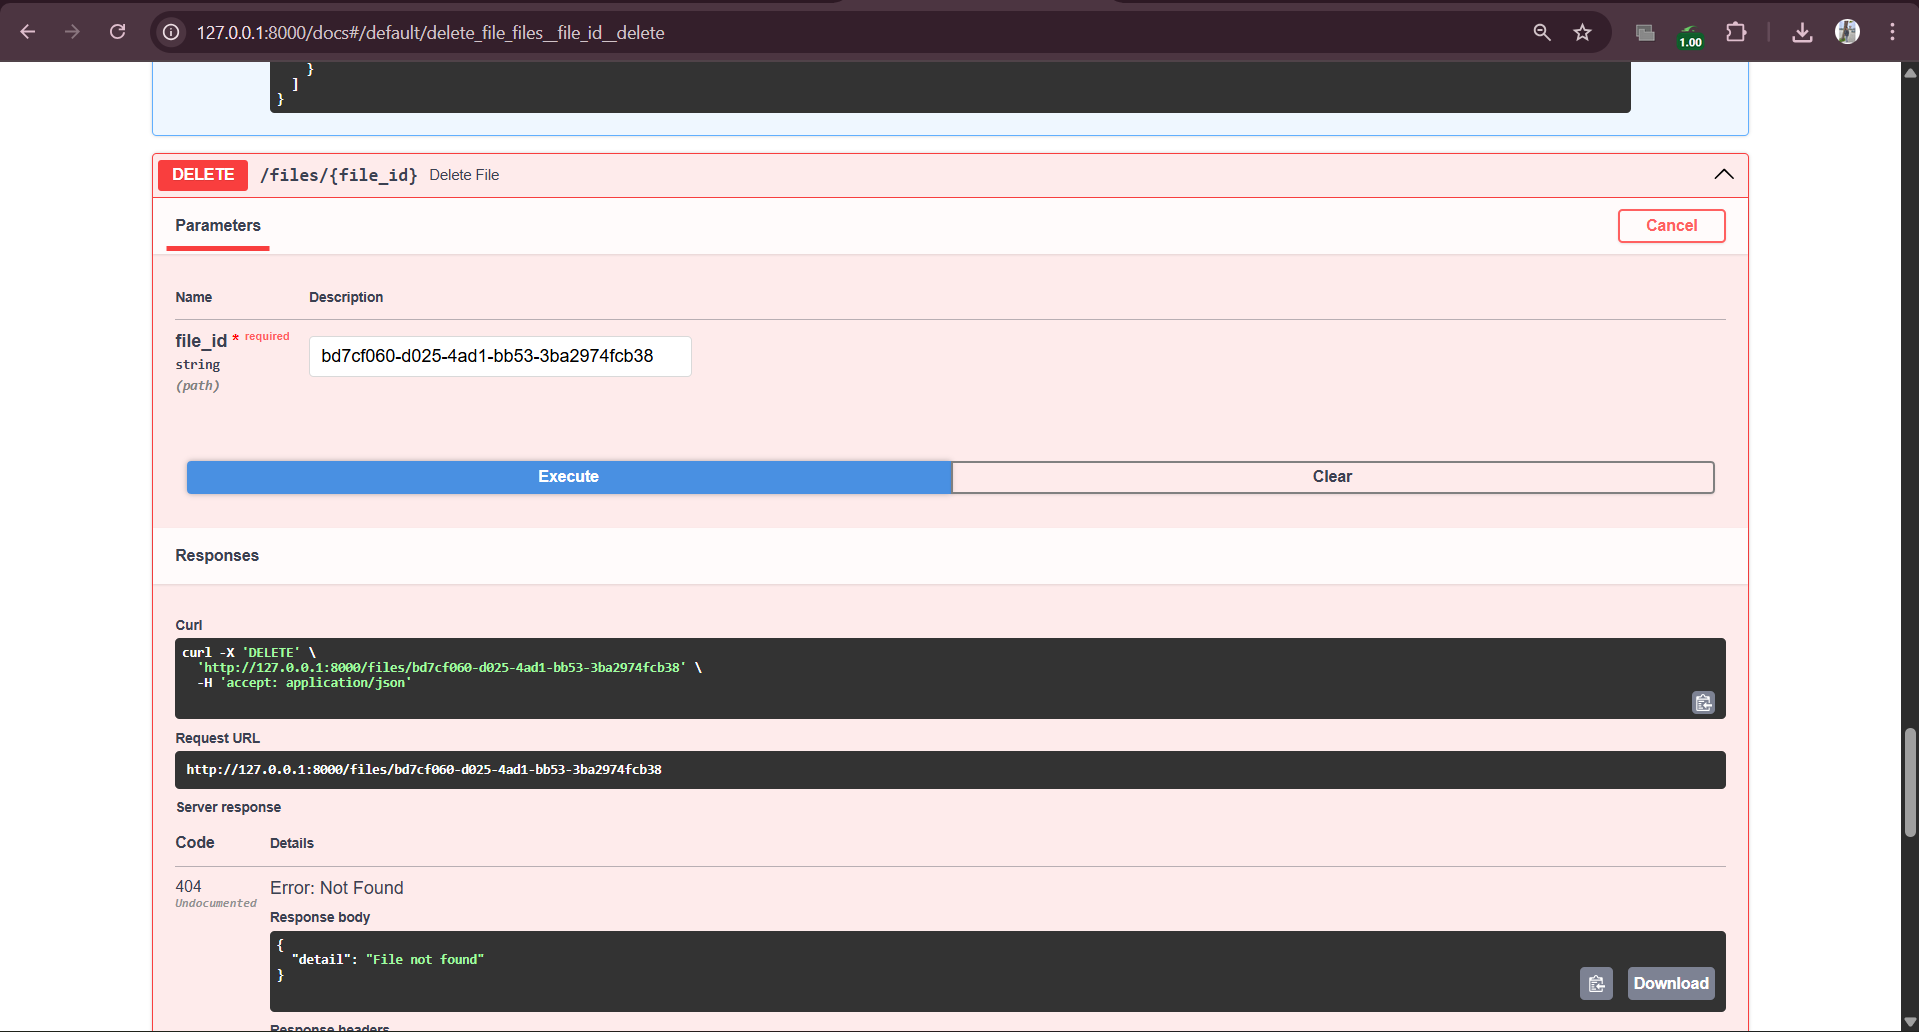 127.0.0.1:8000/docs#/default/delete_file_files__file_id__delete
1.00
}
]
}
DELETE /files/{file_id} Delete File
Parameters
Cancel
Name Description
file_id * required
string
(path)
bd7cf060-d025-4ad1-bb53-3ba2974fcb38
Execute Clear
Responses
Curl
curl -X 'DELETE' \
'http://127.0.0.1:8000/files/bd7cf060-d025-4ad1-bb53-3ba2974fcb38' \
-H 'accept: application/json'
Request URL
http://127.0.0.1:8000/files/bd7cf060-d025-4ad1-bb53-3ba2974fcb38
Server response
Code Details
404 Error: Not Found
Undocumented
Response body
{
"detail": "File not found"
}
Download
Response headers